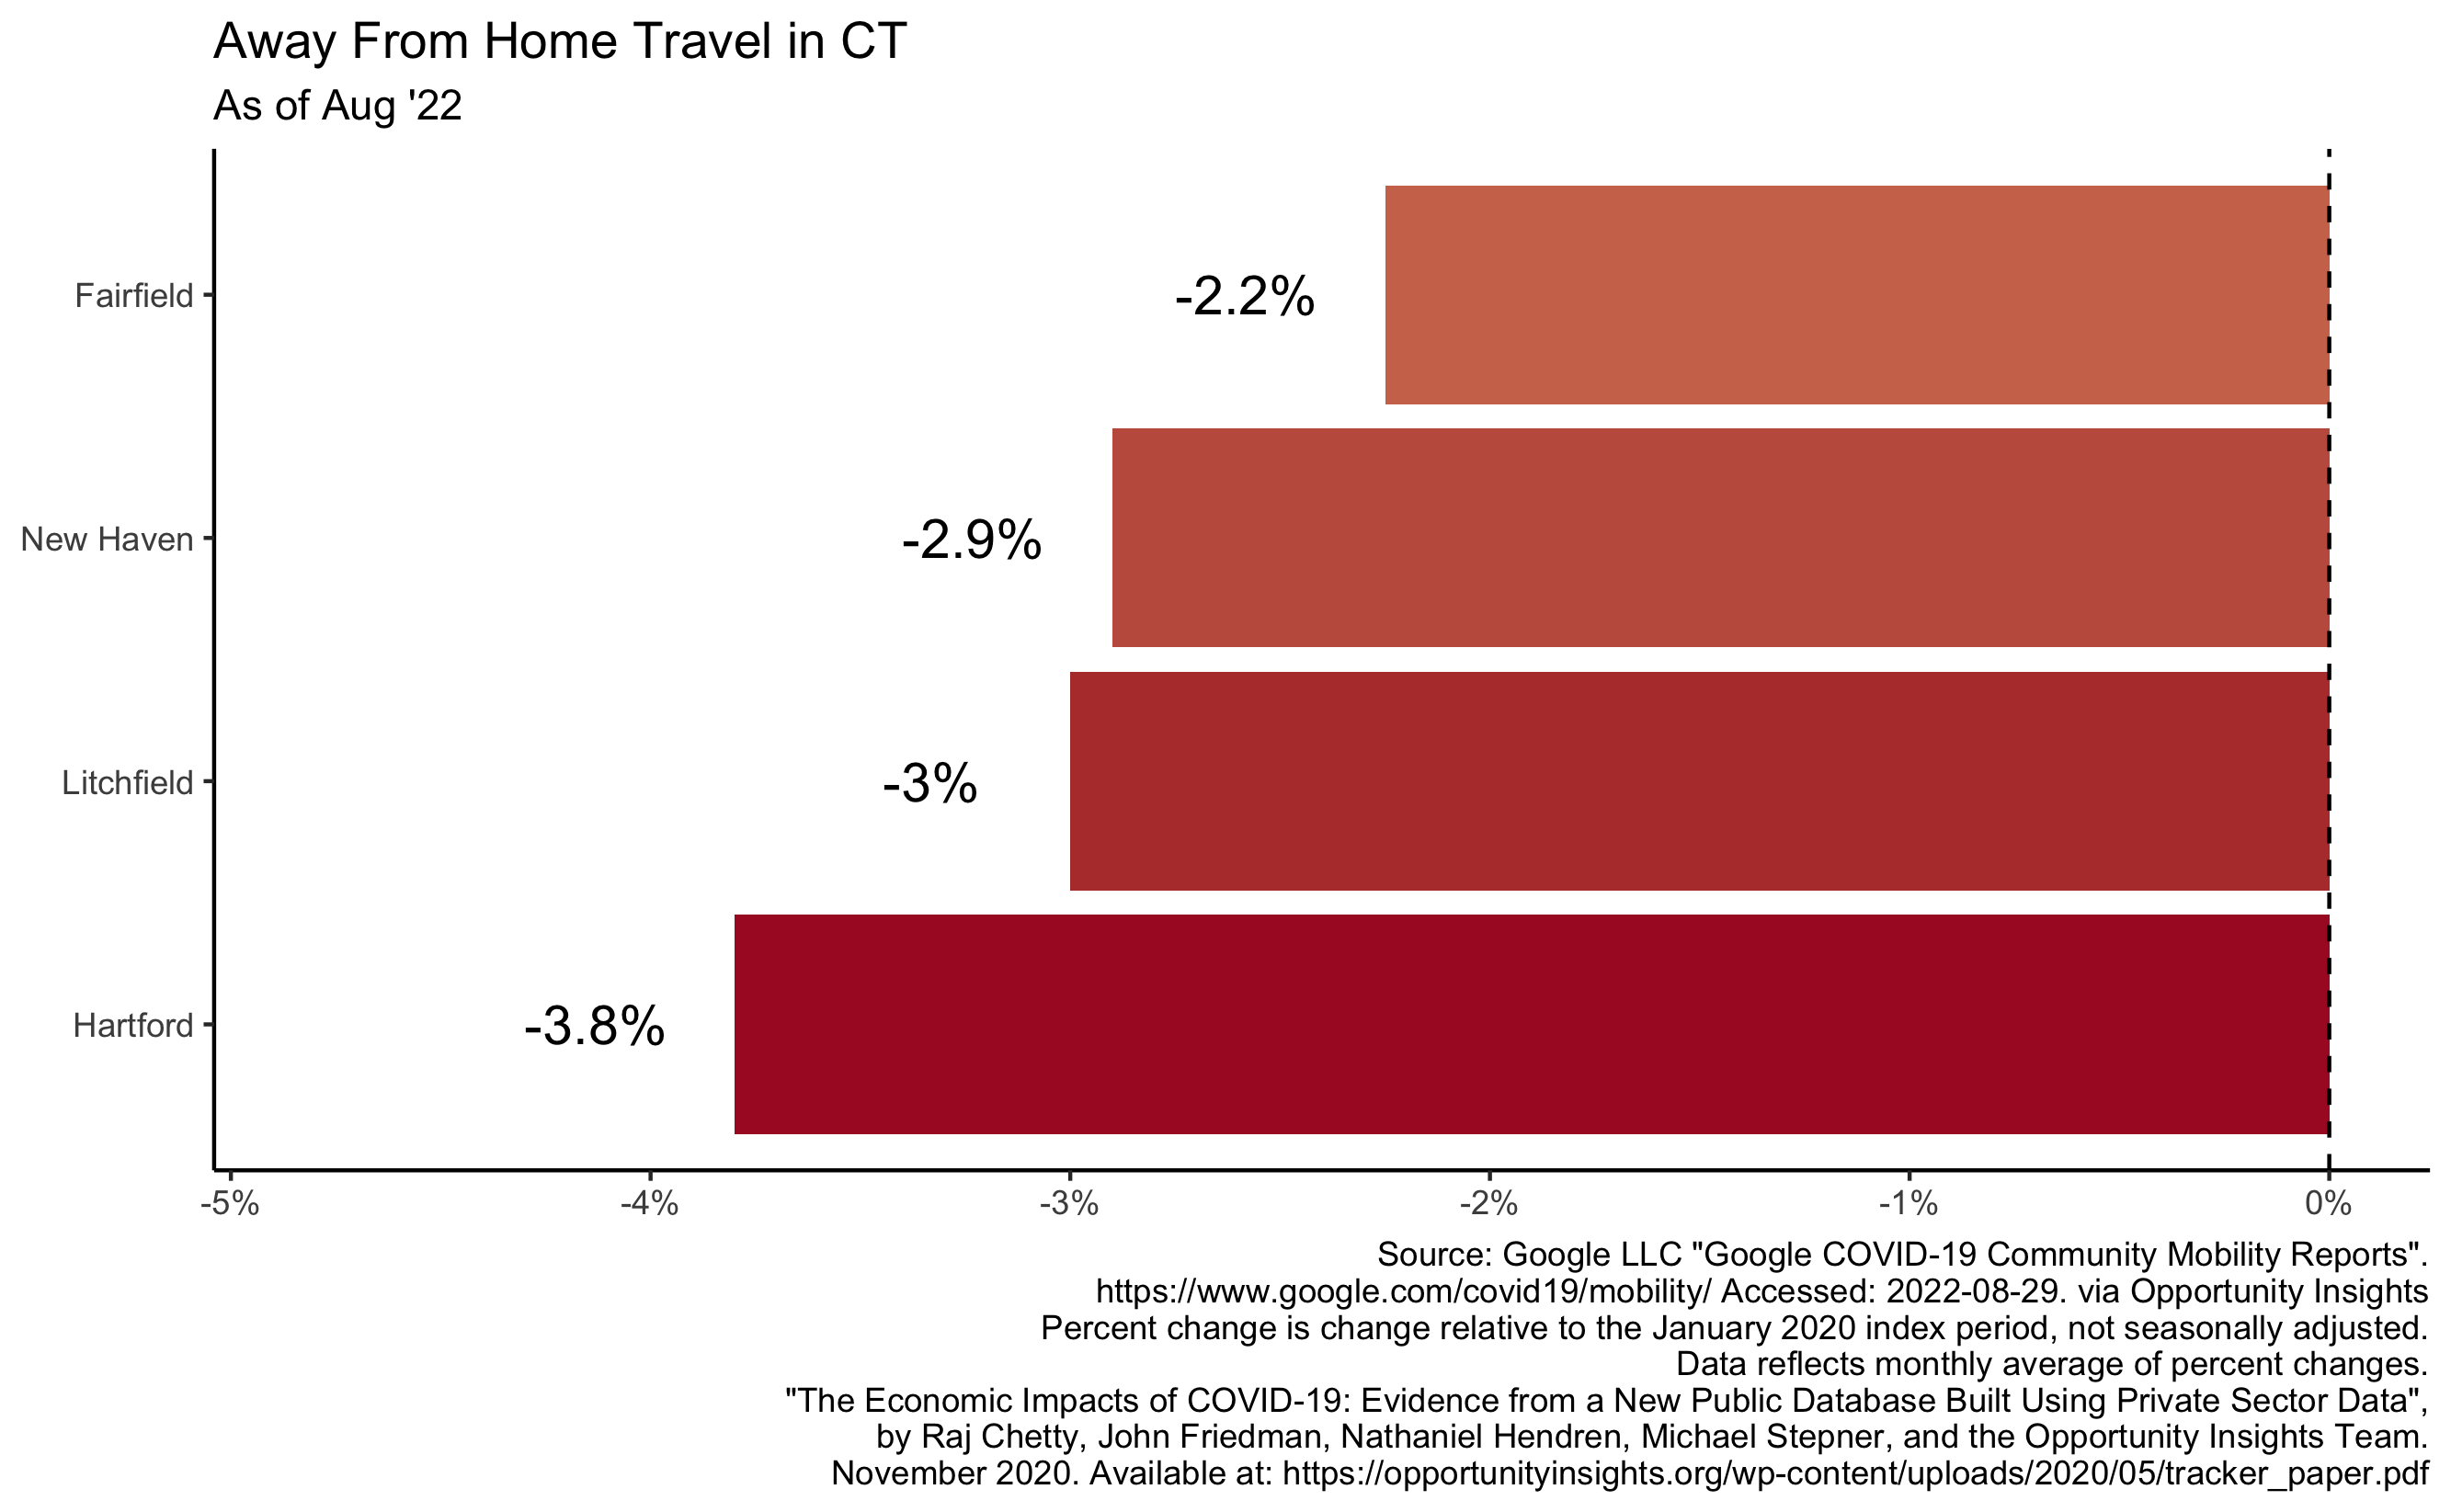 Away From Home Travel in CT
As of Aug '22
Fairfield
-2.2%
New Haven
-2.9%
Litchfield
-3%
Hartford
-3.8%
-5% -4% -3% -2% -1% 0%
Source: Google LLC "Google COVID-19 Community Mobility Reports".
https://www.google.com/covid19/mobility/ Accessed: 2022-08-29. via Opportunity Insights
Percent change is change relative to the January 2020 index period, not seasonally adjusted.
Data reflects monthly average of percent changes.
"The Economic Impacts of COVID-19: Evidence from a New Public Database Built Using Private Sector Data",
by Raj Chetty, John Friedman, Nathaniel Hendren, Michael Stepner, and the Opportunity Insights Team.
November 2020. Available at: https://opportunityinsights.org/wp-content/uploads/2020/05/tracker_paper.pdf